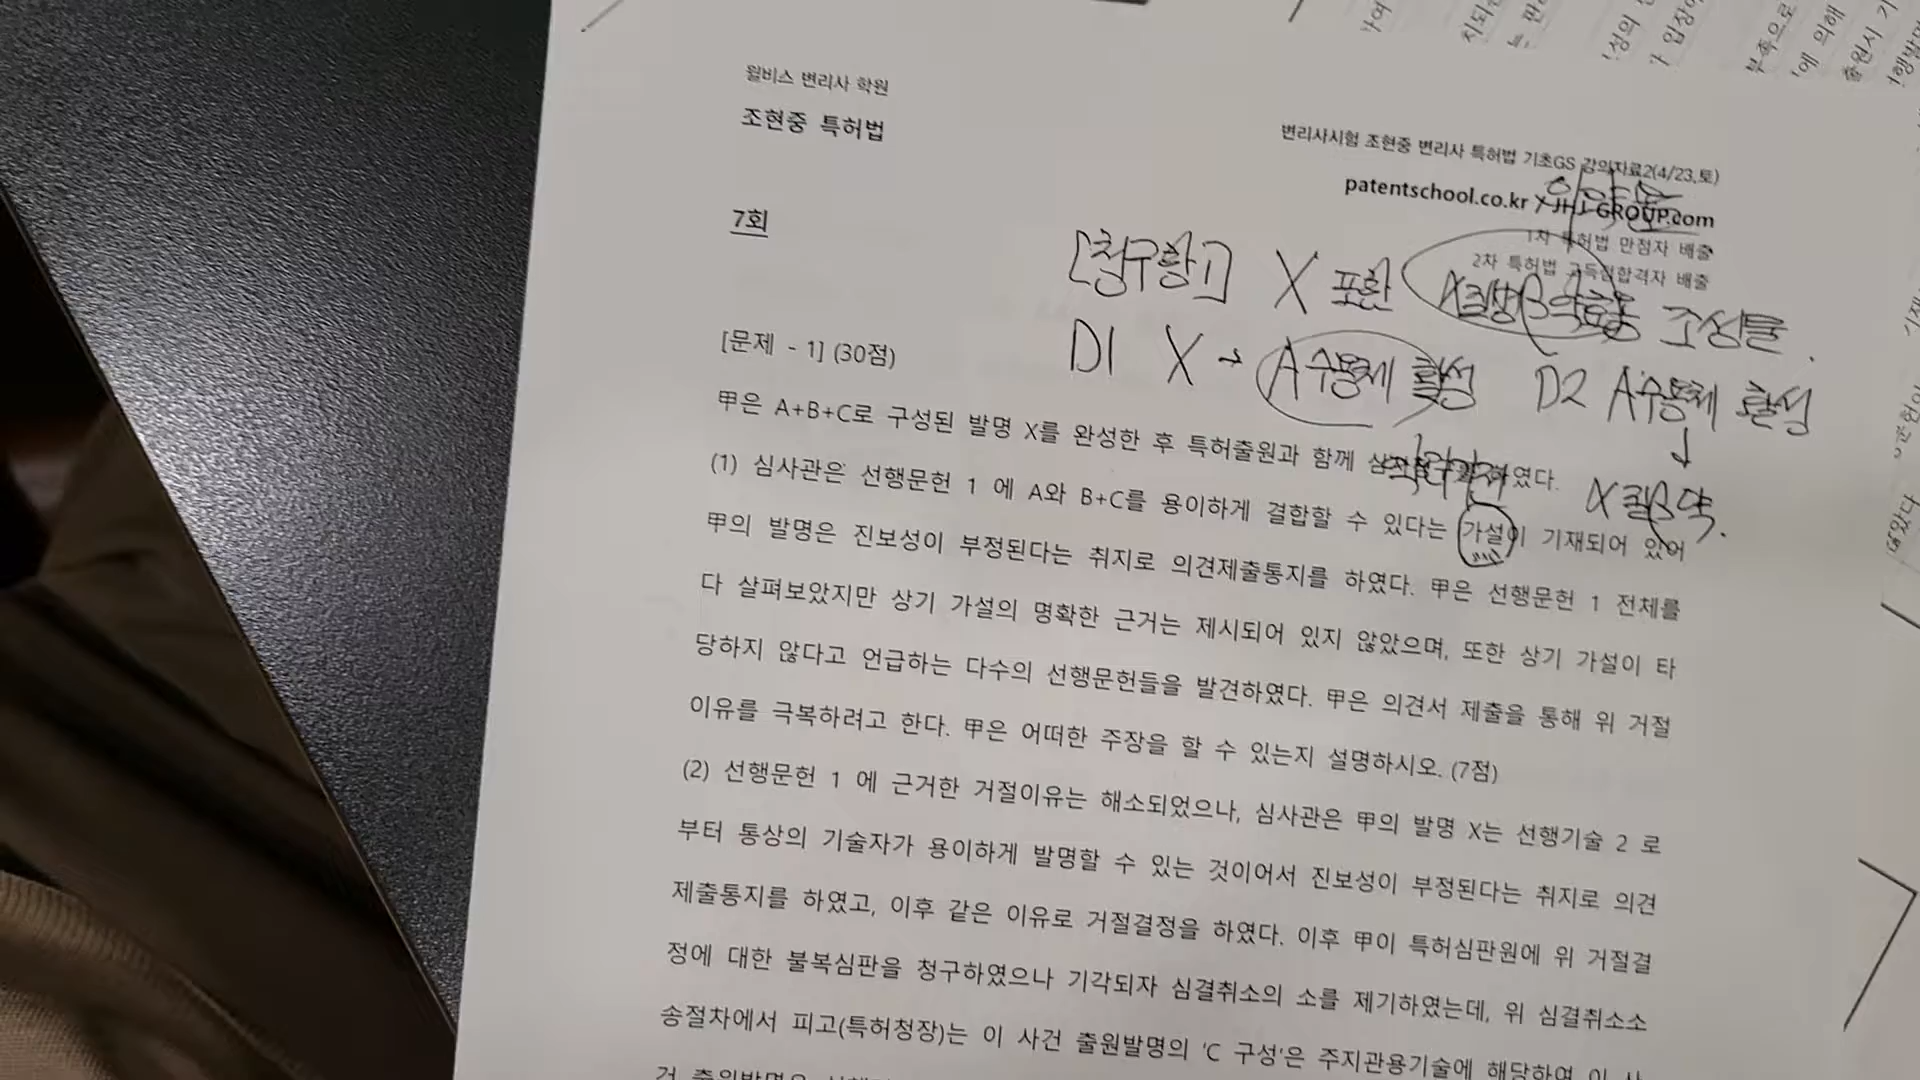 윌비스 변리사 학원
조현중 특허법
변리사시험 조현중 변리사 특허법 기초GS 강의자료2(4/23,토)
patentschool.co.kr
GROUP.com
1차 특허법 만점자 배출
2차 특허법 고득점합격자 배출
7회
[청구항1] X 포함 조성물.
D1 X → A수용체 활성 D2 A수용체 활성
[문제 - 1] (30점)
甲은 A+B+C로 구성된 발명 X를 완성한 후 특허출원과 함께 하였다.
(1) 심사관은 선행문헌 1 에 A와 B+C를 용이하게 결합할 수 있다는 가설이 기재되어 있어
甲의 발명은 진보성이 부정된다는 취지로 의견제출통지를 하였다. 甲은 선행문헌 1 전체를
다 살펴보았지만 상기 가설의 명확한 근거는 제시되어 있지 않았으며, 또한 상기 가설이 타
당하지 않다고 언급하는 다수의 선행문헌들을 발견하였다. 甲은 의견서 제출을 통해 위 거절
이유를 극복하려고 한다. 甲은 어떠한 주장을 할 수 있는지 설명하시오. (7점)
(2) 선행문헌 1 에 근거한 거절이유는 해소되었으나, 심사관은 甲의 발명 X는 선행기술 2 로
부터 통상의 기술자가 용이하게 발명할 수 있는 것이어서 진보성이 부정된다는 취지로 의견
제출통지를 하였고, 이후 같은 이유로 거절결정을 하였다. 이후 甲이 특허심판원에 위 거절결
정에 대한 불복심판을 청구하였으나 기각되자 심결취소의 소를 제기하였는데, 위 심결취소소
송절차에서 피고(특허청장)는 이 사건 출원발명의 'C 구성'은 주지관용기술에 해당하여 이 사